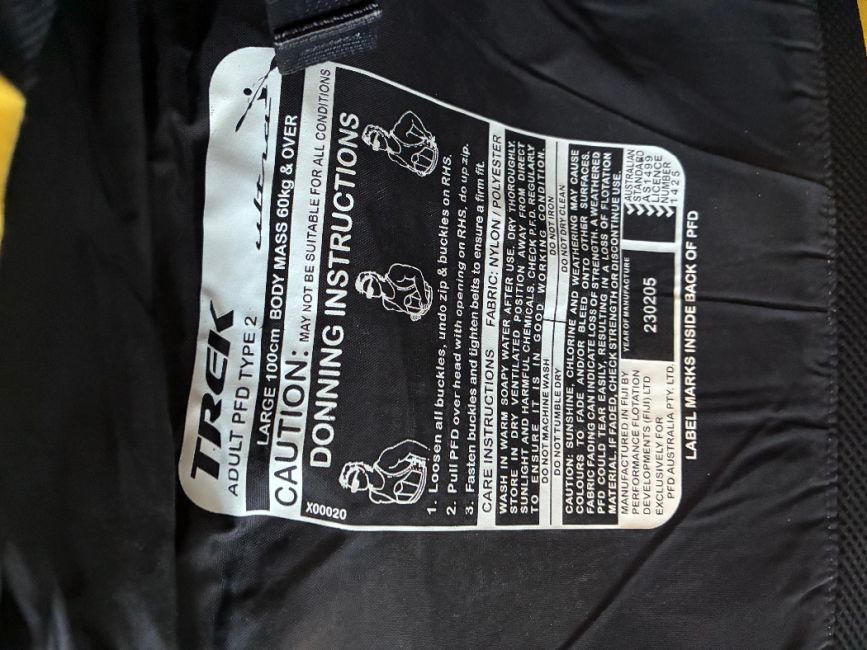 TREK
ultra
ADULT PFD TYPE 2
LARGE 100cm BODY MASS 60kg & OVER
CAUTION: MAY NOT BE SUITABLE FOR ALL CONDITIONS
DONNING INSTRUCTIONS
X00020
1. Loosen all buckles, undo zip & buckles on RHS.
2. Pull PFD over head with opening on RHS, do up zip.
3. Fasten buckles and tighten belts to ensure a firm fit.
CARE INSTRUCTIONS FABRIC: NYLON / POLYESTER
WASH IN WARM SOAPY WATER AFTER USE. DRY THOROUGHLY.
STORE IN DRY VENTILATED POSITION AWAY FROM DIRECT
SUNLIGHT AND HARMFUL CHEMICALS. CHECK P.F.D. REGULARLY
TO ENSURE IT IS IN GOOD WORKING CONDITION.
DO NOT MACHINE WASH DO NOT IRON
DO NOT TUMBLE DRY DO NOT DRY CLEAN
CAUTION: SUNSHINE, CHLORINE AND WEATHERING MAY CAUSE
COLOURS TO FADE AND/OR BLEED ONTO OTHER SURFACES.
FABRIC FADING CAN INDICATE LOSS OF STRENGTH. A WEATHERED
PFD COULD TEAR EASILY, RESULTING IN A LOSS OF FLOTATION
MATERIAL. IF FADED, CHECK STRENGTH OR DISCONTINUE USE.
MANUFACTURED IN FIJI BY
PERFORMANCE FLOTATION
DEVELOPMENTS (FIJI) LTD
EXCLUSIVELY FOR
PFD AUSTRALIA PTY. LTD.
YEAR OF MANUFACTURE
230205
AUSTRALIAN
STANDARD
AS1499
LICENCE
NUMBER
1425
LABEL MARKS INSIDE BACK OF PFD